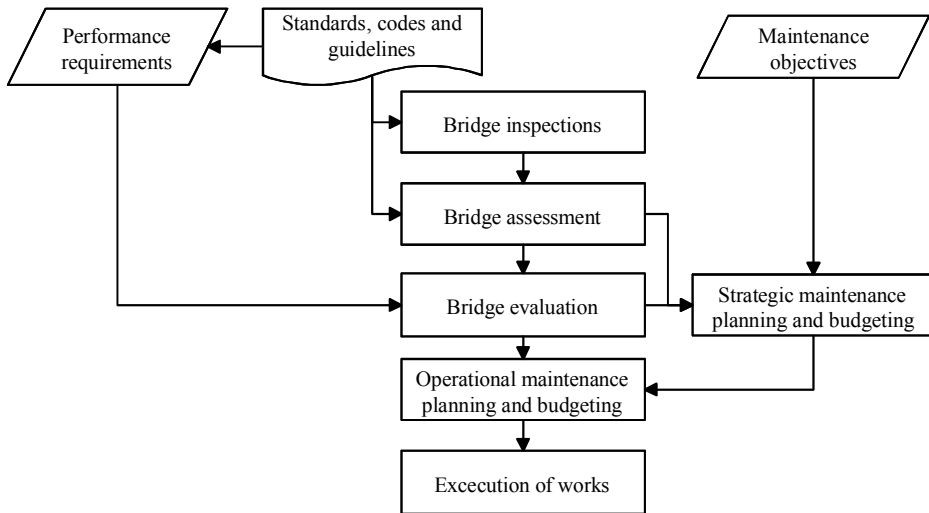 Performance
requirements
Standards, codes and
guidelines
Maintenance
objectives
Bridge inspections
Bridge assessment
Bridge evaluation
Strategic maintenance
planning and budgeting
Operational maintenance
planning and budgeting
Excecution of works